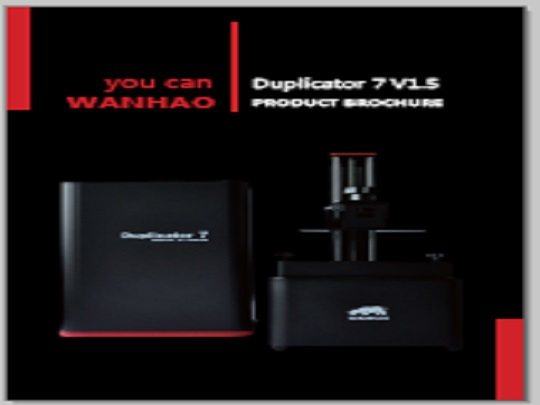 you can
WANHAO
Duplicator 7 V1.5
PRODUCT BROCHURE
Duplicator 7